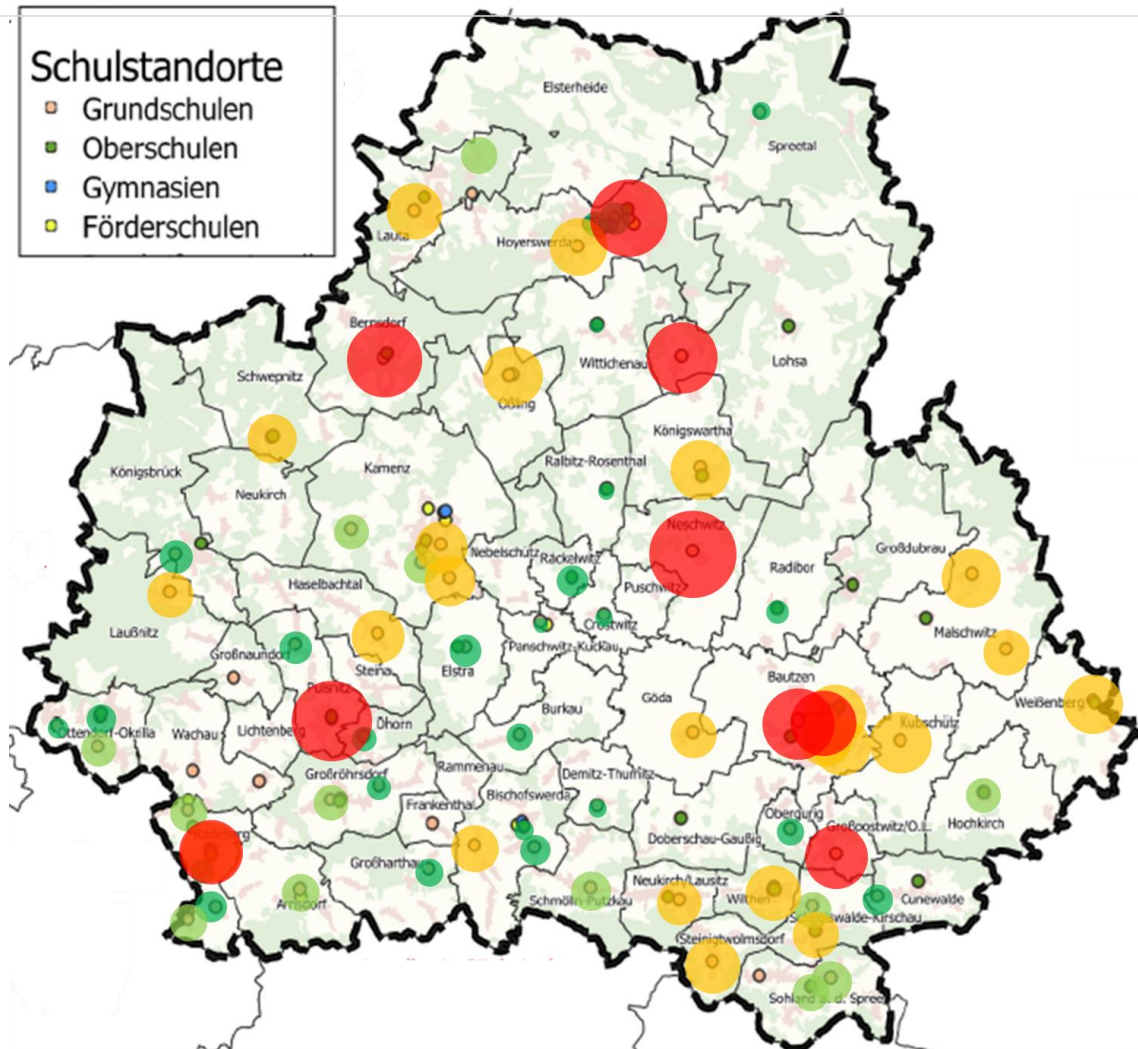 Schulstandorte
Grundschulen
Oberschulen
Gymnasien
Förderschulen
Elsterheide
Spreetal
Lauta
Hoyerswerda
Bernsdorf
Wittichenau
Lohsa
Schwepnitz
Oßling
Königswartha
Ralbitz-Rosenthal
Kamenz
Königsbrück
Neukirch
Neschwitz
Großdubrau
Nebelschütz
Räckelwitz
Radibor
Haselbachtal
Puschwitz
Crostwitz
Malschwitz
Laußnitz
Panschwitz-Kuckau
Großnaundorf
Steina
Elstra
Bautzen
Pulsnitz
Göda
Weißenberg
Burkau
Kubschütz
Ottendorf-Okrilla
Wachau
Lichtenberg
Ohorn
Rammenau
Großröhrsdorf
Demitz-Thumitz
Bischofswerda
Frankenthal
Obergurig
Großpostwitz/O.L.
Hochkirch
Radeberg
Doberschau-Gaußig
Großharthau
Neukirch/Lausitz
Arnsdorf
Schmölln-Putzkau
Wilthen
Cunewalde
Schirgiswalde-Kirschau
Steinigtwolmsdorf
Sohland a. d. Spree